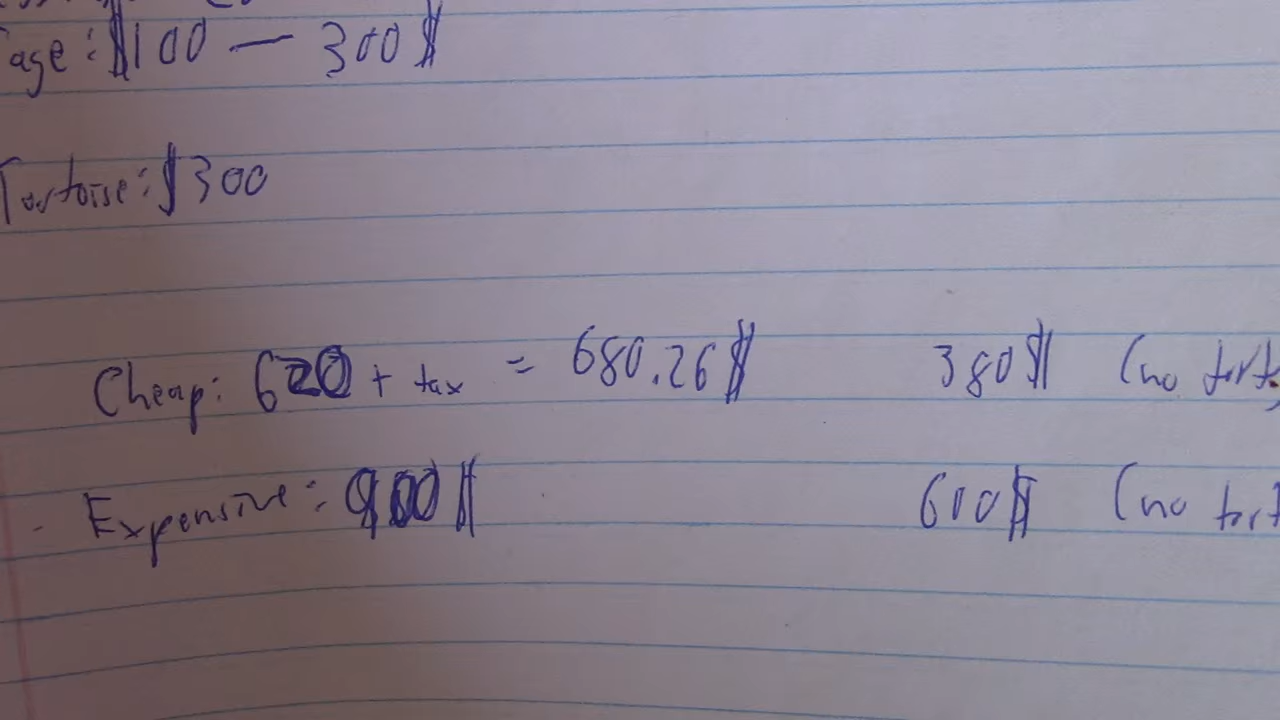 age: $100 — 300$
Tortoise: $300
Cheap: 620 + tax = 680.26$ 380$ (no tort
Expensive: 900$ 600$ (no tort